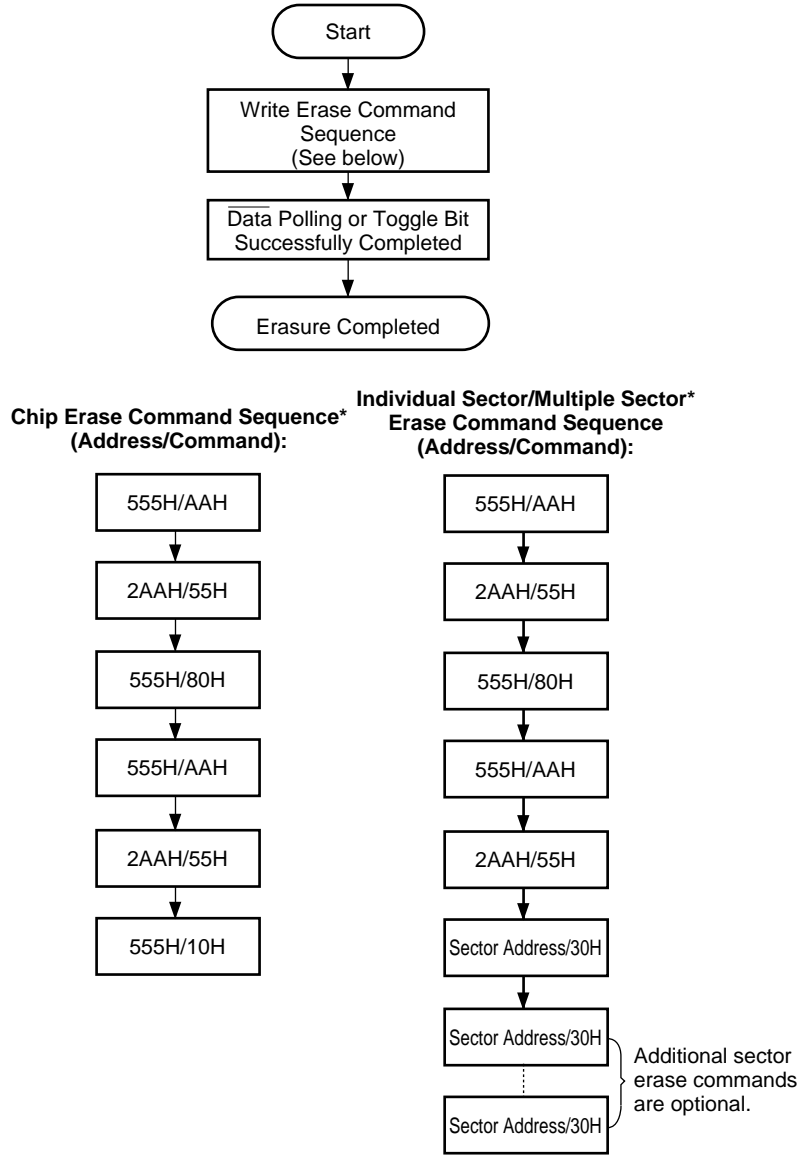 Start
Write Erase Command
Sequence
(See below)
Data Polling or Toggle Bit
Successfully Completed
Erasure Completed
Chip Erase Command Sequence*
(Address/Command):
555H/AAH
2AAH/55H
555H/80H
555H/AAH
2AAH/55H
555H/10H
Individual Sector/Multiple Sector*
Erase Command Sequence
(Address/Command):
555H/AAH
2AAH/55H
555H/80H
555H/AAH
2AAH/55H
Sector Address/30H
Sector Address/30H
Sector Address/30H
Additional sector
erase commands
are optional.